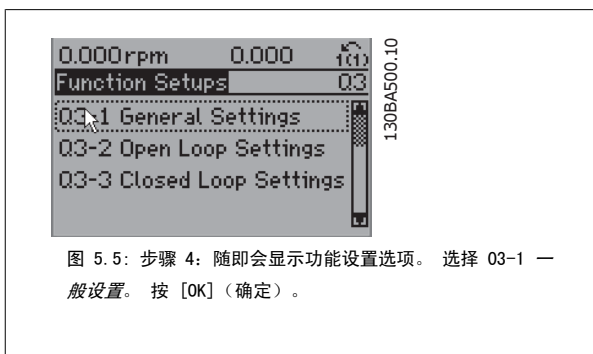 0.000rpm 0.000 1(1)
Function Setups Q3
Q3-1 General Settings
Q3-2 Open Loop Settings
Q3-3 Closed Loop Settings
130BA500.10
图 5.5: 步骤 4: 随即会显示功能设置选项。 选择 03-1 一
般设置。 按 [OK]（确定）。